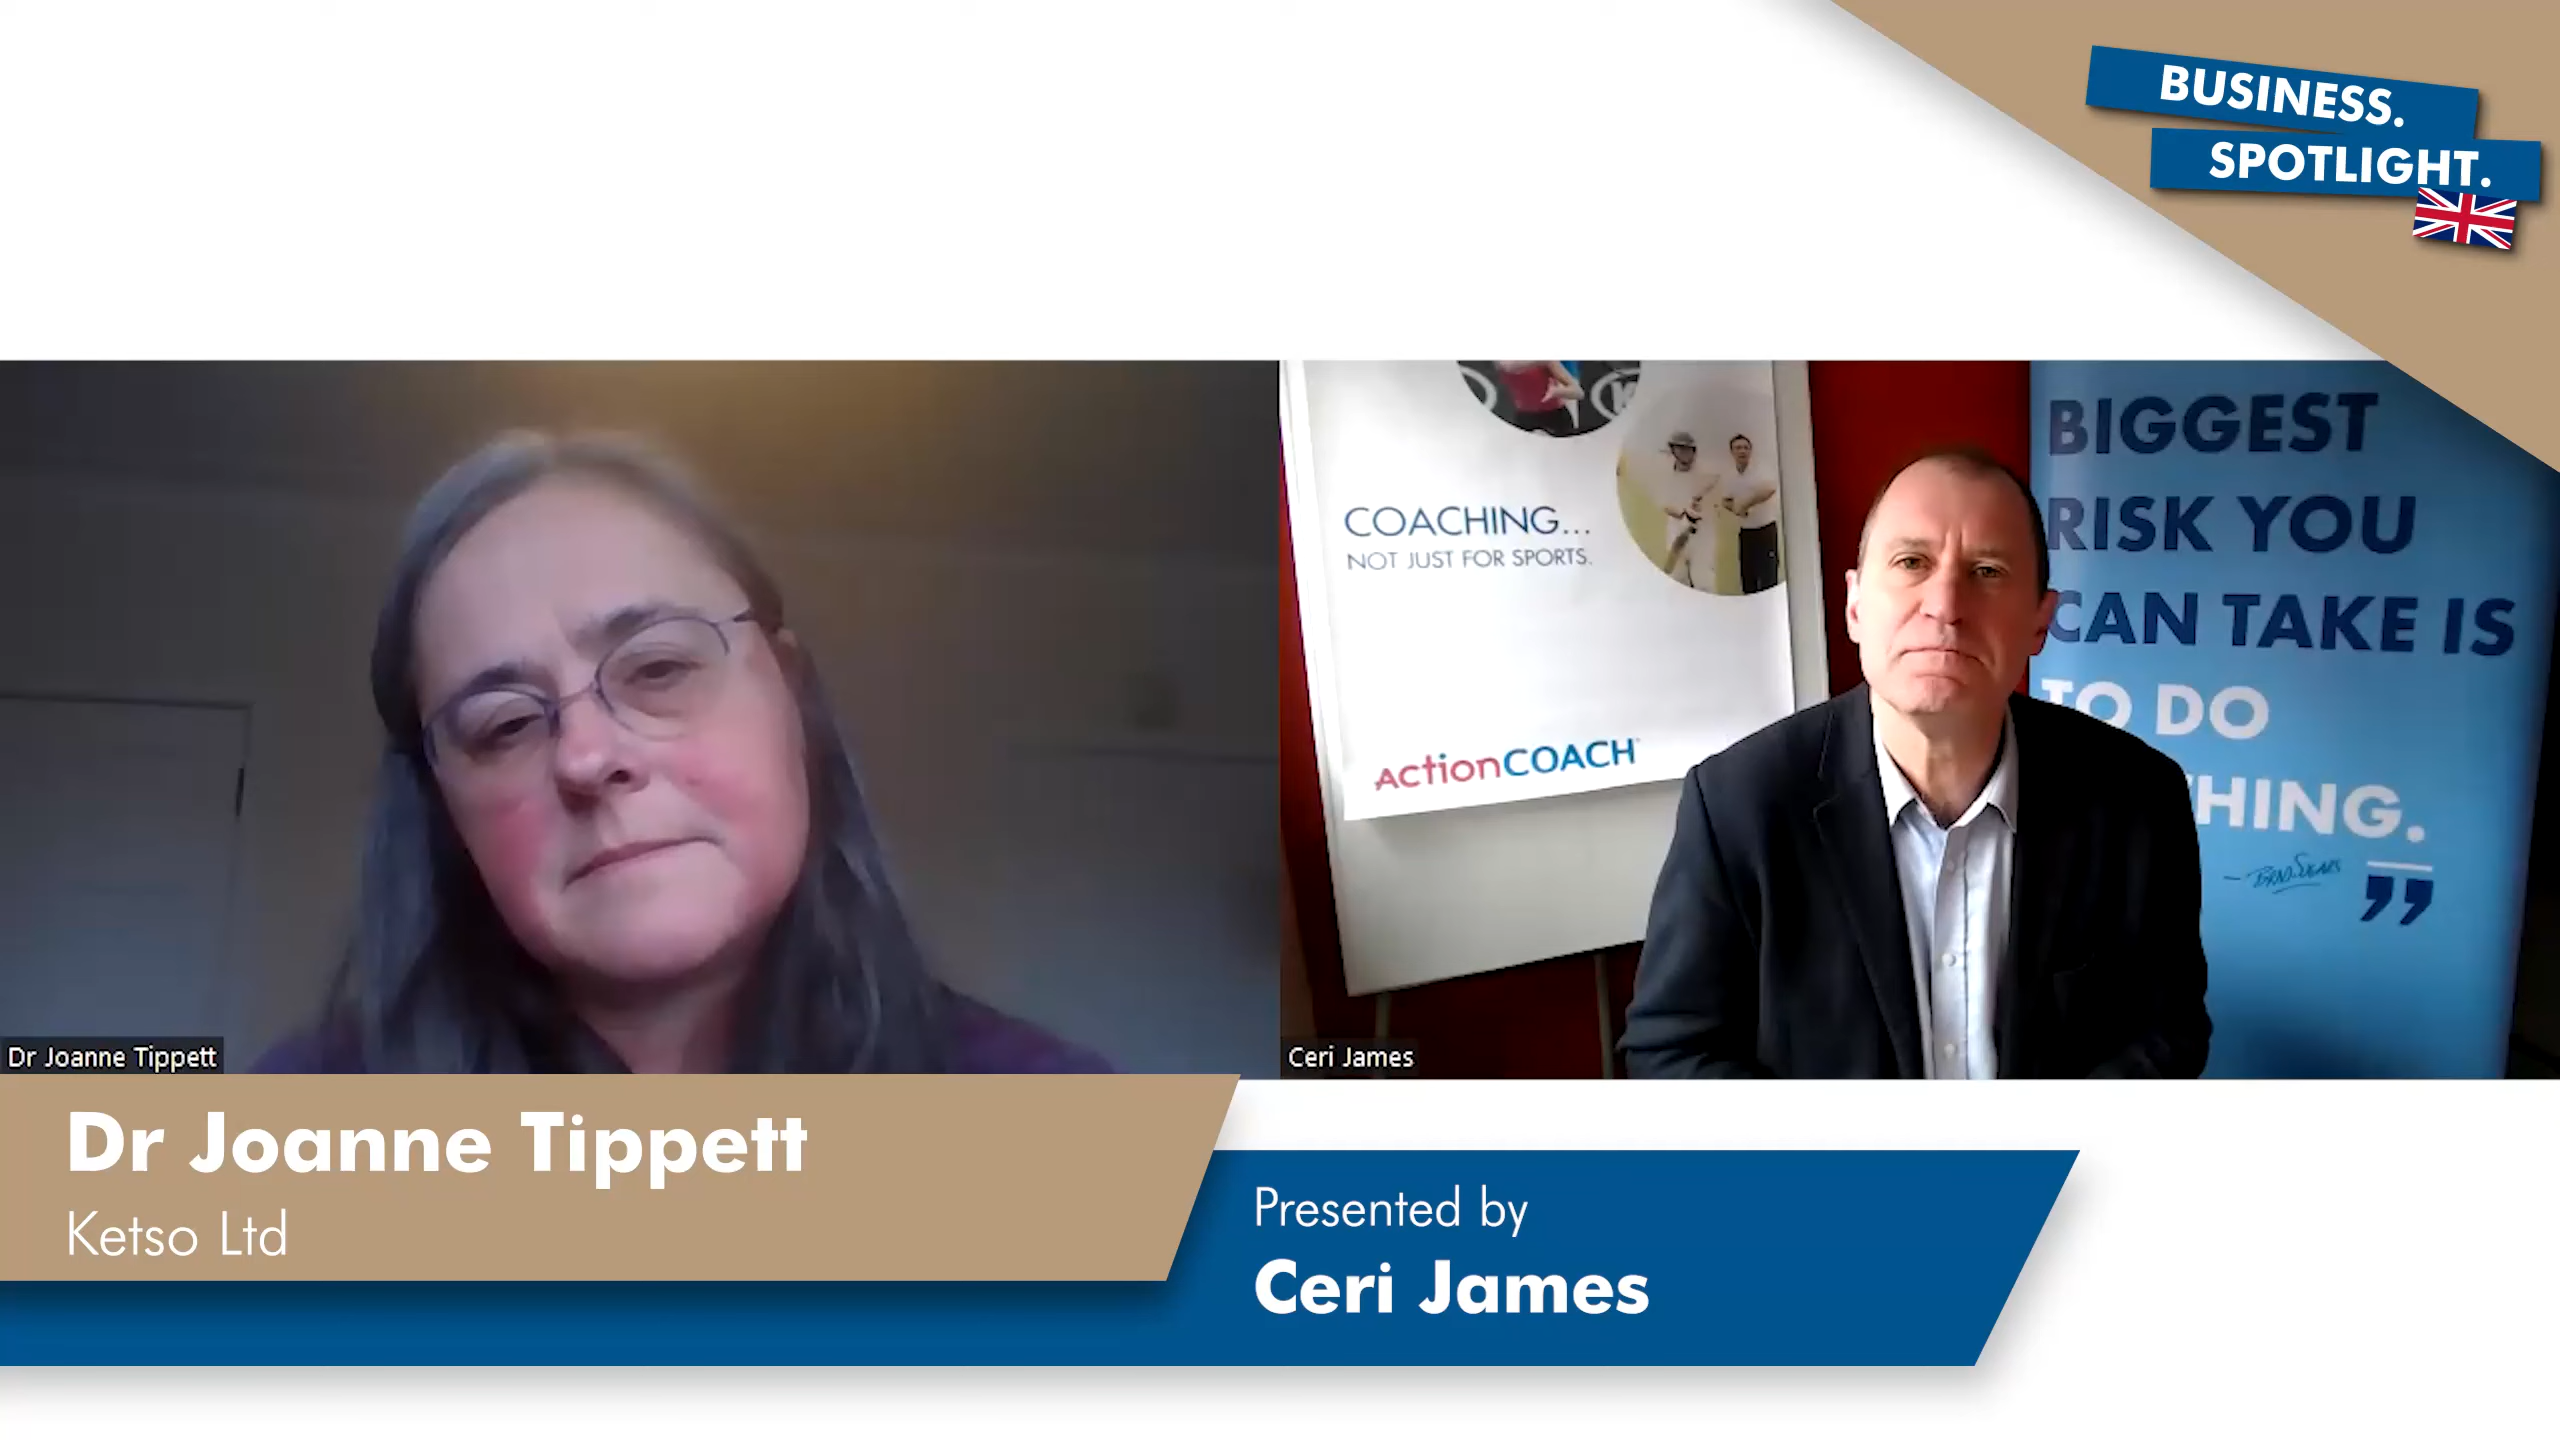 BUSINESS.
SPOTLIGHT.
COACHING...
NOT JUST FOR SPORTS.
ActionCOACH
BIGGEST
RISK YOU
CAN TAKE IS
TO DO
HING.
”
Dr Joanne Tippett
Ceri James
Dr Joanne Tippett
Ketso Ltd
Presented by
Ceri James